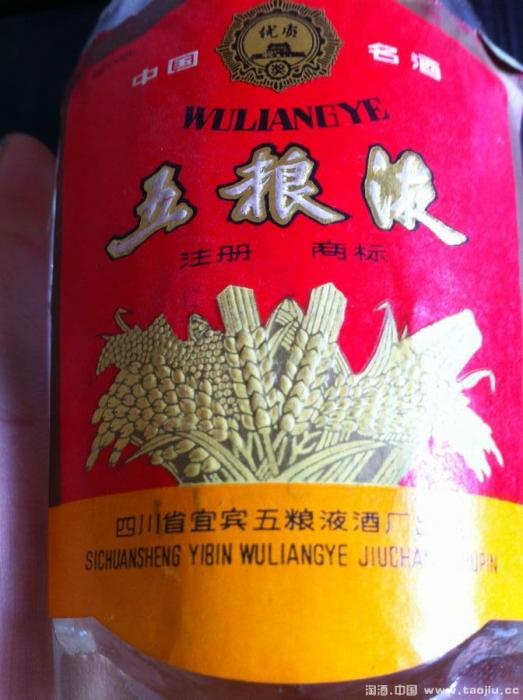 优质
奖
中国 名酒
WULIANGYE
五粮液
注册 商标
四川省宜宾五粮液酒厂
SICHUANSHENG YIBIN WULIANGYE
淘酒.中国 www.taojiu.cc